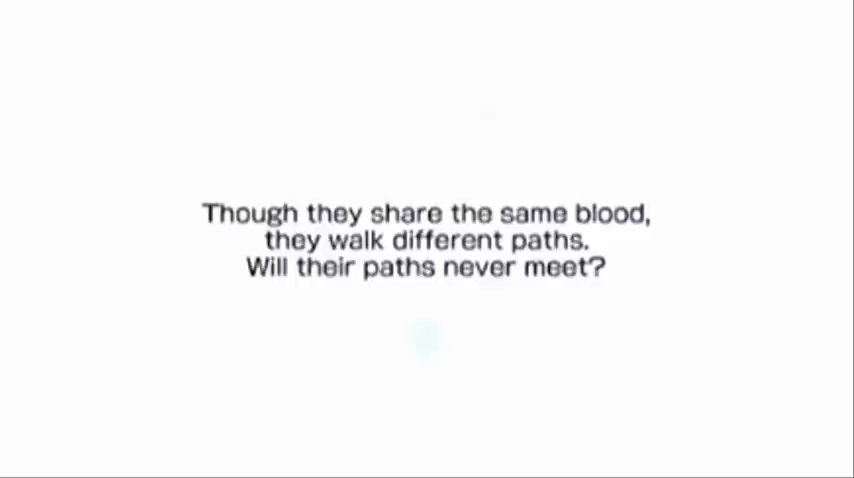 Though they share the same blood,
they walk different paths.
Will their paths never meet?